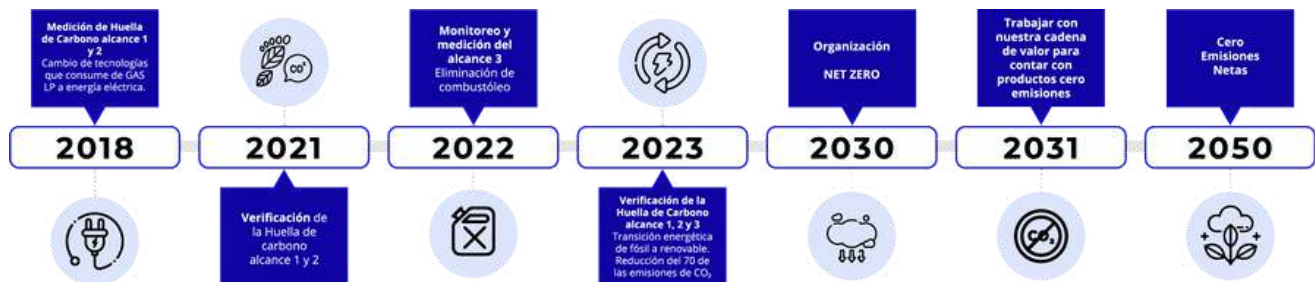 Medición de Huella
de Carbono alcance 1
y 2
Cambio de tecnologías
que consume de GAS
LP a energía eléctrica.
2018
CO²
2021
Verificación de
la Huella de
carbono
alcance 1 y 2
Monitoreo y
medición del
alcance 3
Eliminación de
combustóleo
2022
2023
Verificación de la
Huella de Carbono
alcance 1, 2 y 3
Transición energética
de fósil a renovable.
Reducción del 70 de
las emisiones de CO₂
Organización
NET ZERO
2030
Trabajar con
nuestra cadena
de valor para
contar con
productos cero
emisiones
2031
CO₂
Cero
Emisiones
Netas
2050